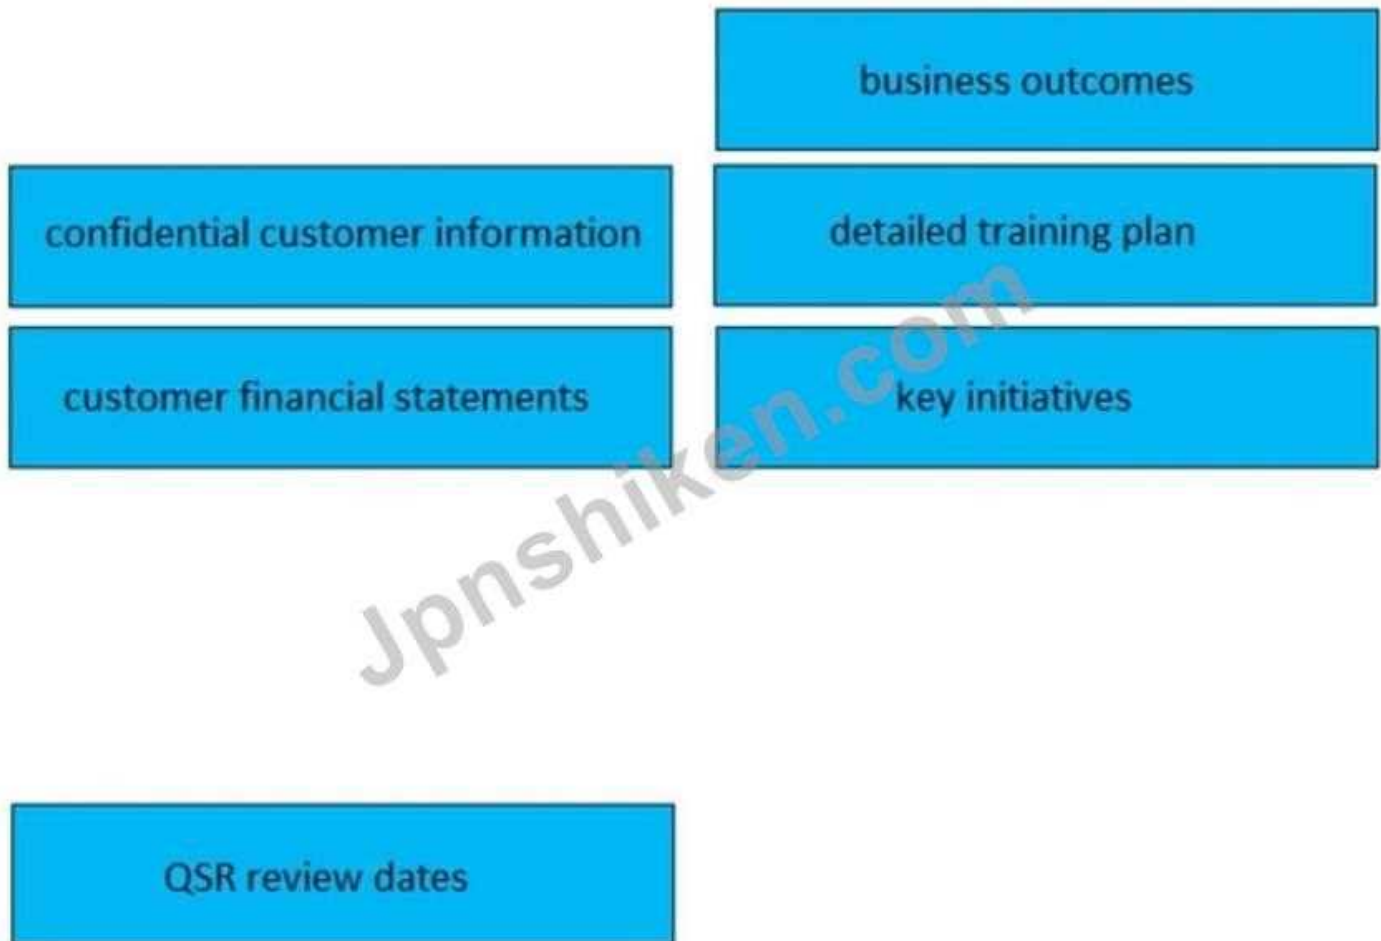 business outcomes
confidential customer information
detailed training plan
customer financial statements
key initiatives
Jpnshiken.com
QSR review dates